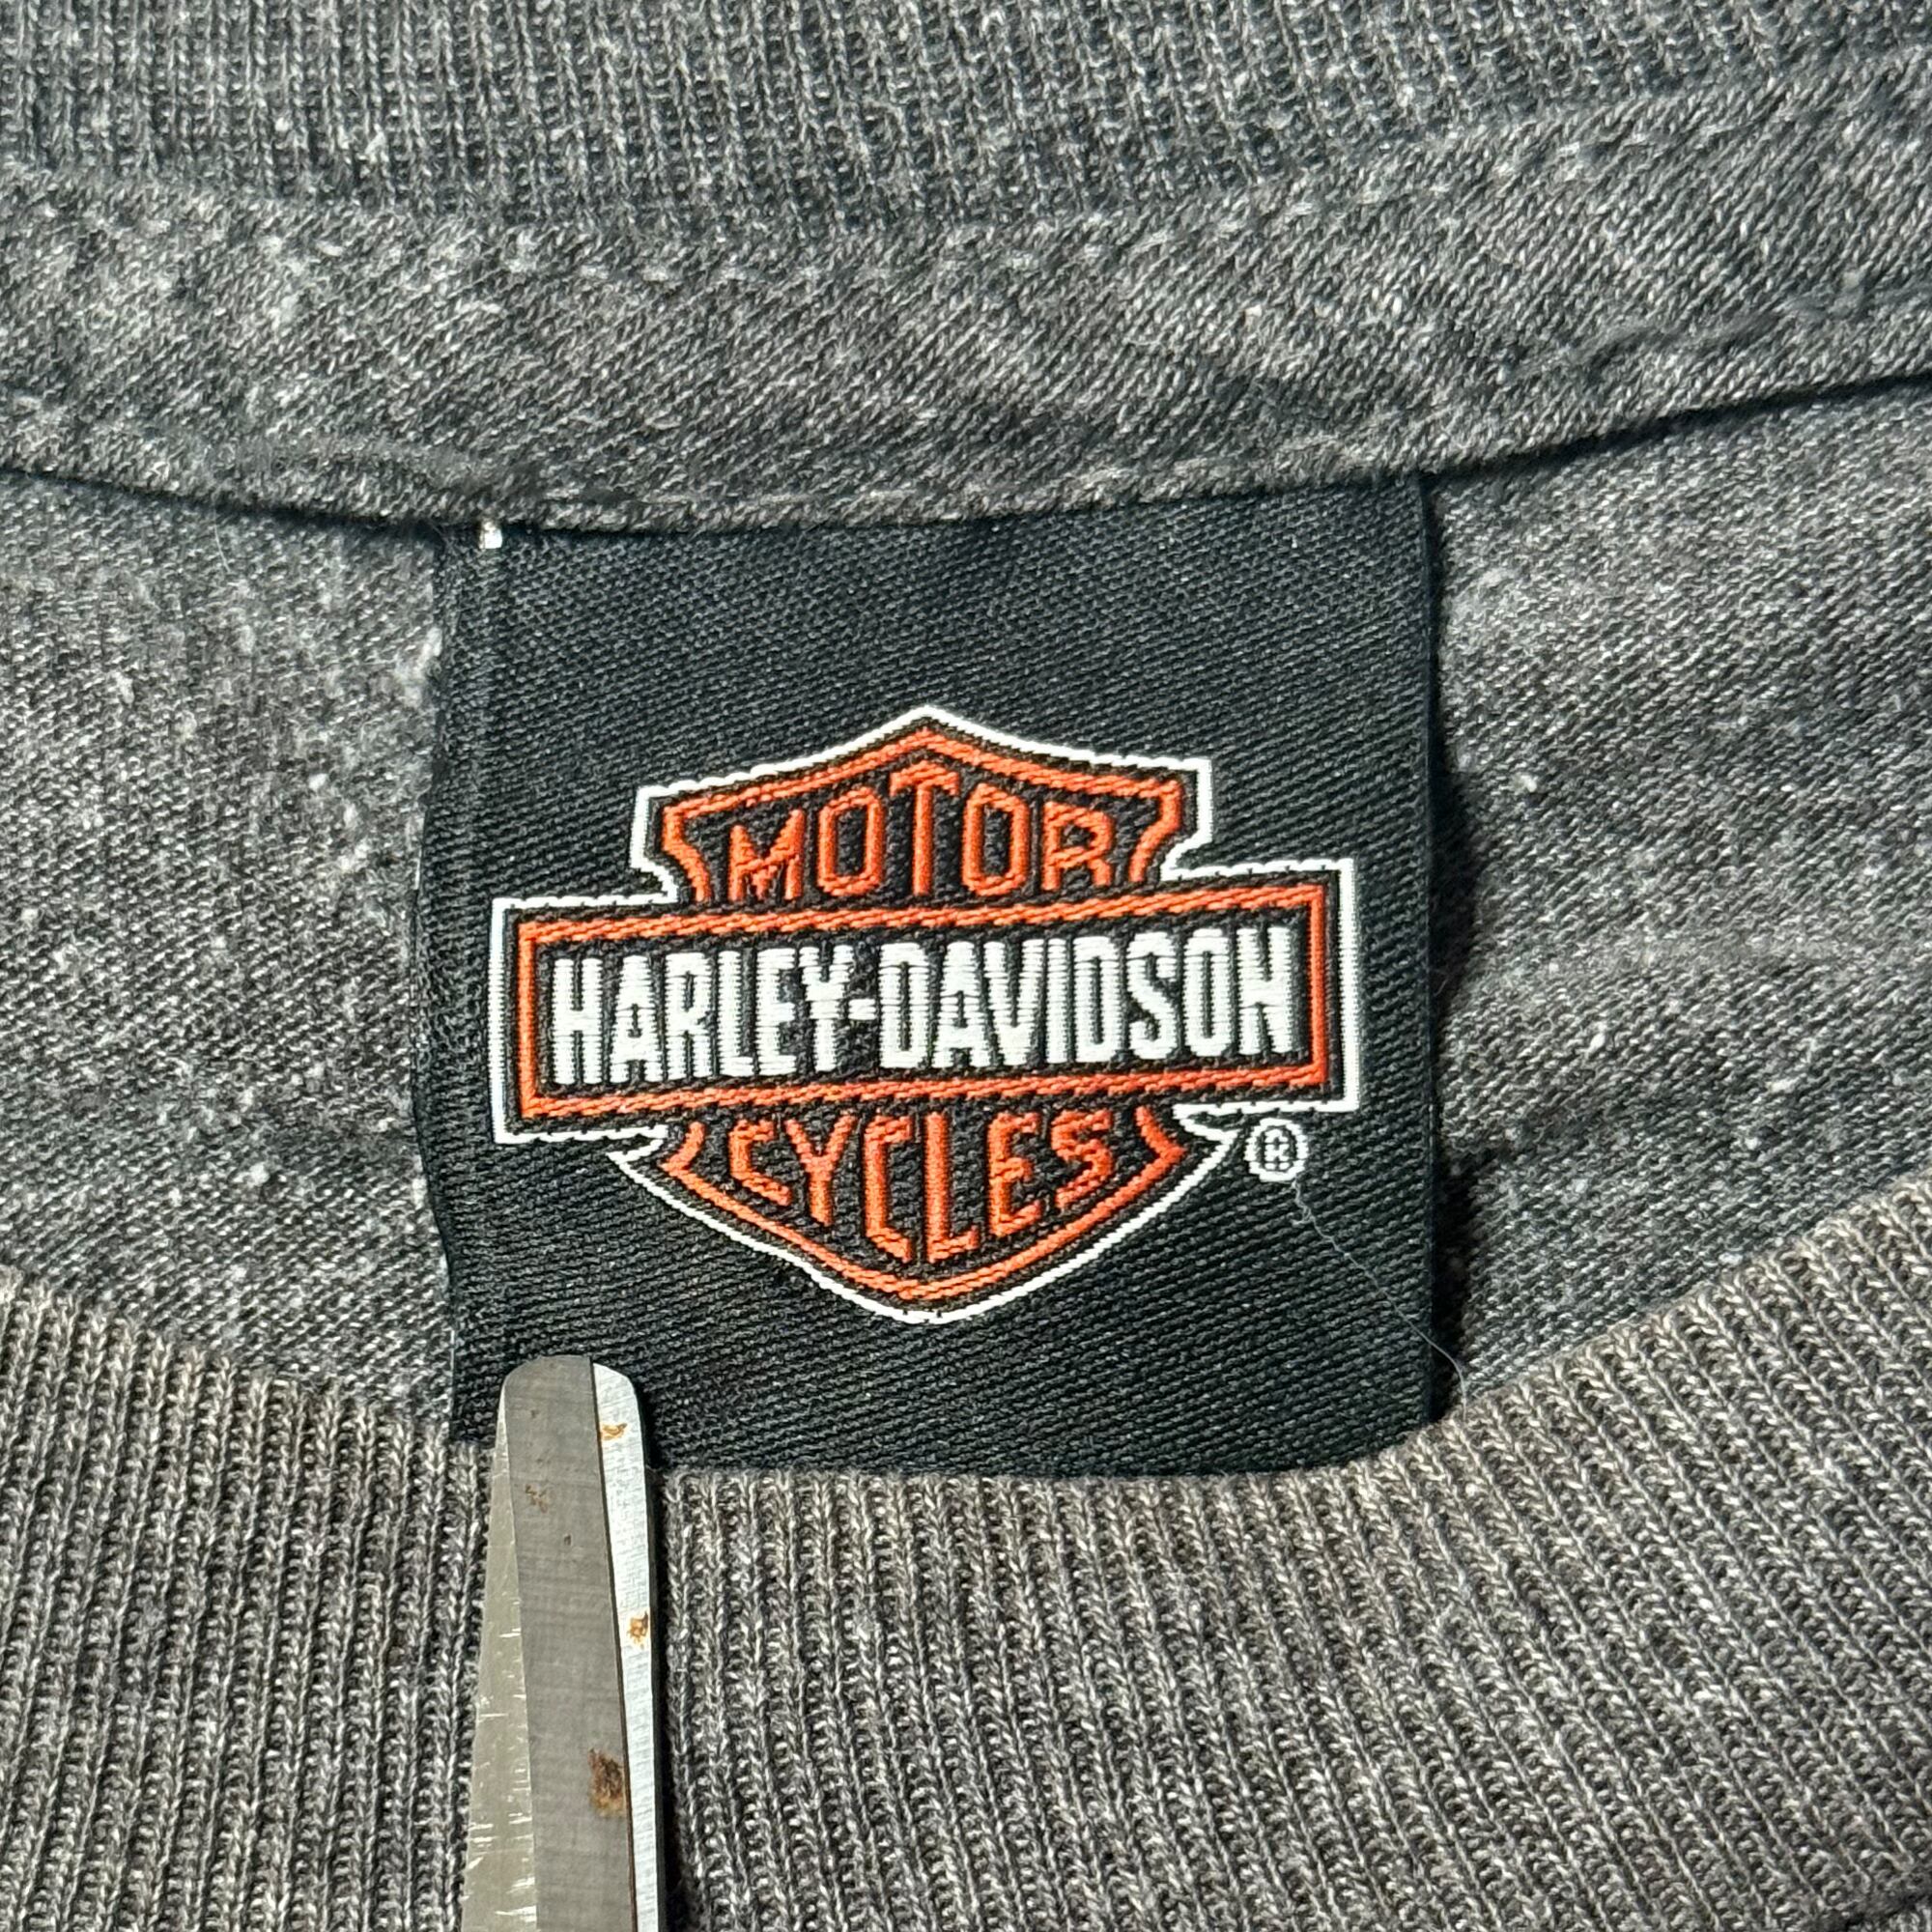 MOTOR
HARLEY-DAVIDSON
CYCLES
®